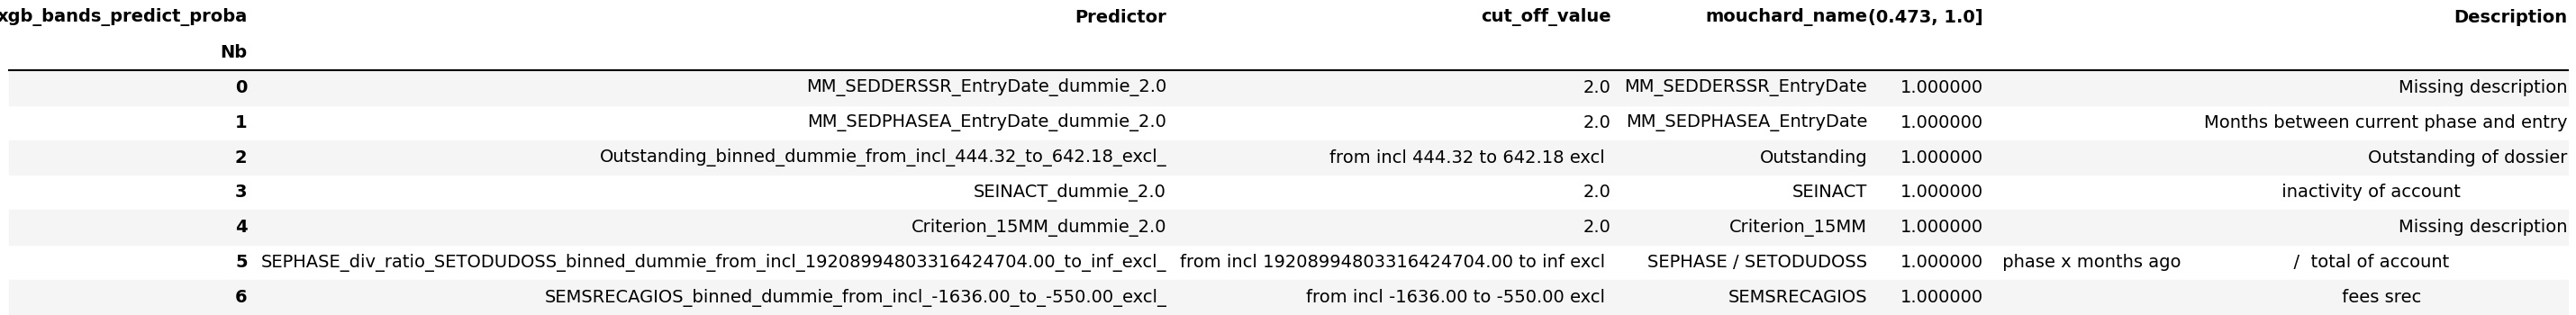 xgb_bands_predict_proba Predictor cut_off_value mouchard_name (0.473, 1.0] Description
Nb
0 MM_SEDDERSSR_EntryDate_dummie_2.0 2.0 MM_SEDDERSSR_EntryDate 1.000000 Missing description
1 MM_SEDPHASEA_EntryDate_dummie_2.0 2.0 MM_SEDPHASEA_EntryDate 1.000000 Months between current phase and entry
2 Outstanding_binned_dummie_from_incl_444.32_to_642.18_excl_ from incl 444.32 to 642.18 excl Outstanding 1.000000 Outstanding of dossier
3 SEINACT_dummie_2.0 2.0 SEINACT 1.000000 inactivity of account
4 Criterion_15MM_dummie_2.0 2.0 Criterion_15MM 1.000000 Missing description
5 SEPHASE_div_ratio_SETODUDOSS_binned_dummie_from_incl_19208994803316424704.00_to_inf_excl_ from incl 19208994803316424704.00 to inf excl SEPHASE / SETODUDOSS 1.000000 phase x months ago / total of account
6 SEMSRECAGIOS_binned_dummie_from_incl_-1636.00_to_-550.00_excl_ from incl -1636.00 to -550.00 excl SEMSRECAGIOS 1.000000 fees srec